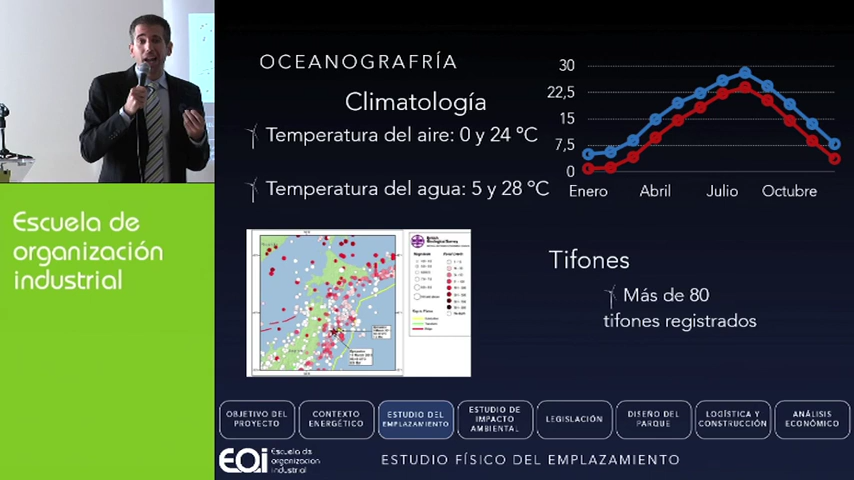 OCEANOGRAFRÍA
Climatología
Temperatura del aire: 0 y 24 ºC
Temperatura del agua: 5 y 28 ºC
30
22,5
15
7,5
0
Enero
Abril
Julio
Octubre
Escuela de
organización
industrial
Tifones
Más de 80
tifones registrados
OBJETIVO DEL
PROYECTO
CONTEXTO
ENERGÉTICO
ESTUDIO DEL
EMPLAZAMIENTO
ESTUDIO DE
IMPACTO
AMBIENTAL
LEGISLACIÓN
DISEÑO DEL
PARQUE
LOGÍSTICA Y
CONSTRUCCIÓN
ANÁLISIS
ECONÓMICO
EOi
Escuela de
organización
industrial
ESTUDIO FÍSICO DEL EMPLAZAMIENTO